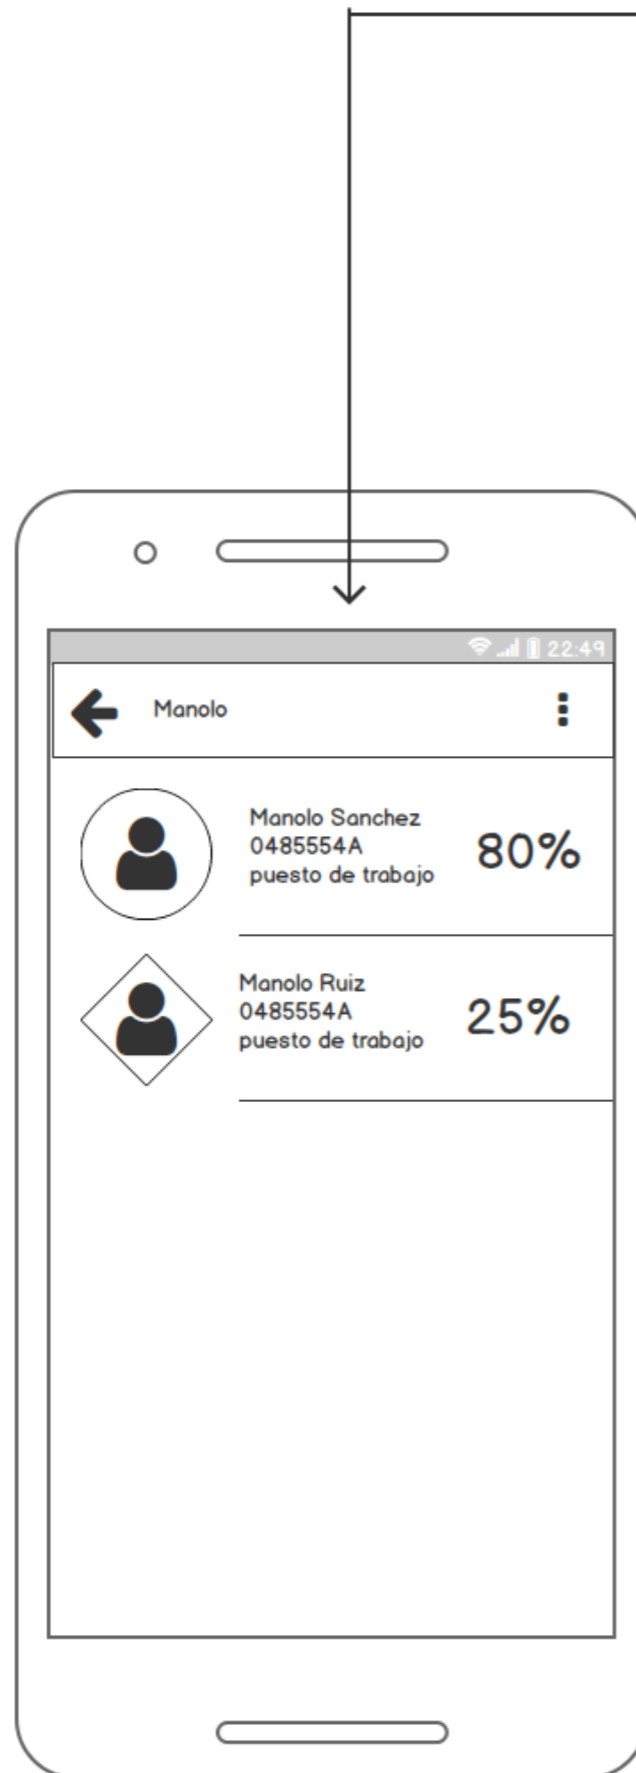 22:49
Manolo
Manolo Sanchez
0485554A
puesto de trabajo
80%
Manolo Ruiz
0485554A
puesto de trabajo
25%